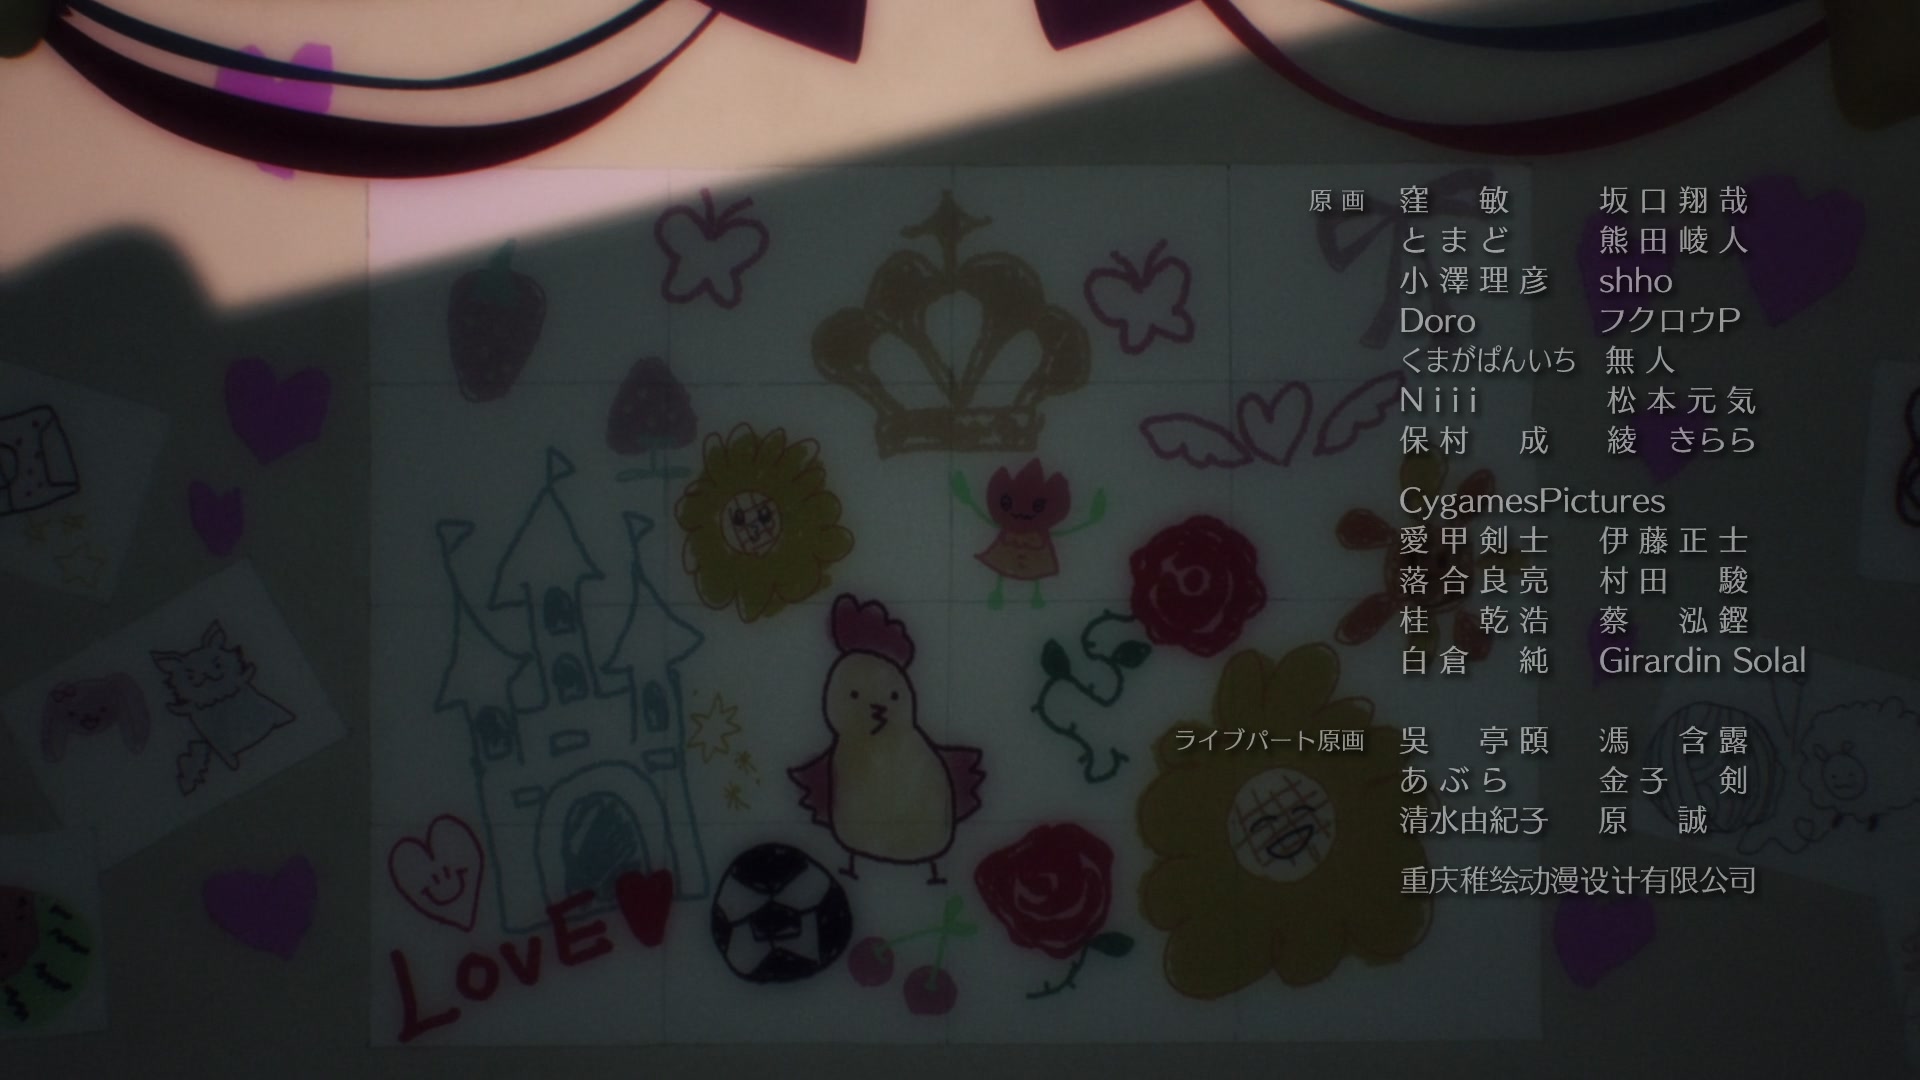 原画 窪 敏 坂口翔哉
とまど 熊田崚人
小澤理彦 shho
Doro フクロウP
くまがぱんいち 無人
Niii 松本元気
保村 成 綾 きらら
CygamesPictures
愛甲剣士 伊藤正士
落合良亮 村田 駿
桂 乾浩 蔡 泓鏗
白倉 純 Girardin Solal
ライブパート原画 吳 亭頤 馮 含露
あぶら 金子 剣
清水由紀子 原 誠
重庆稚绘动漫设计有限公司
LOVE